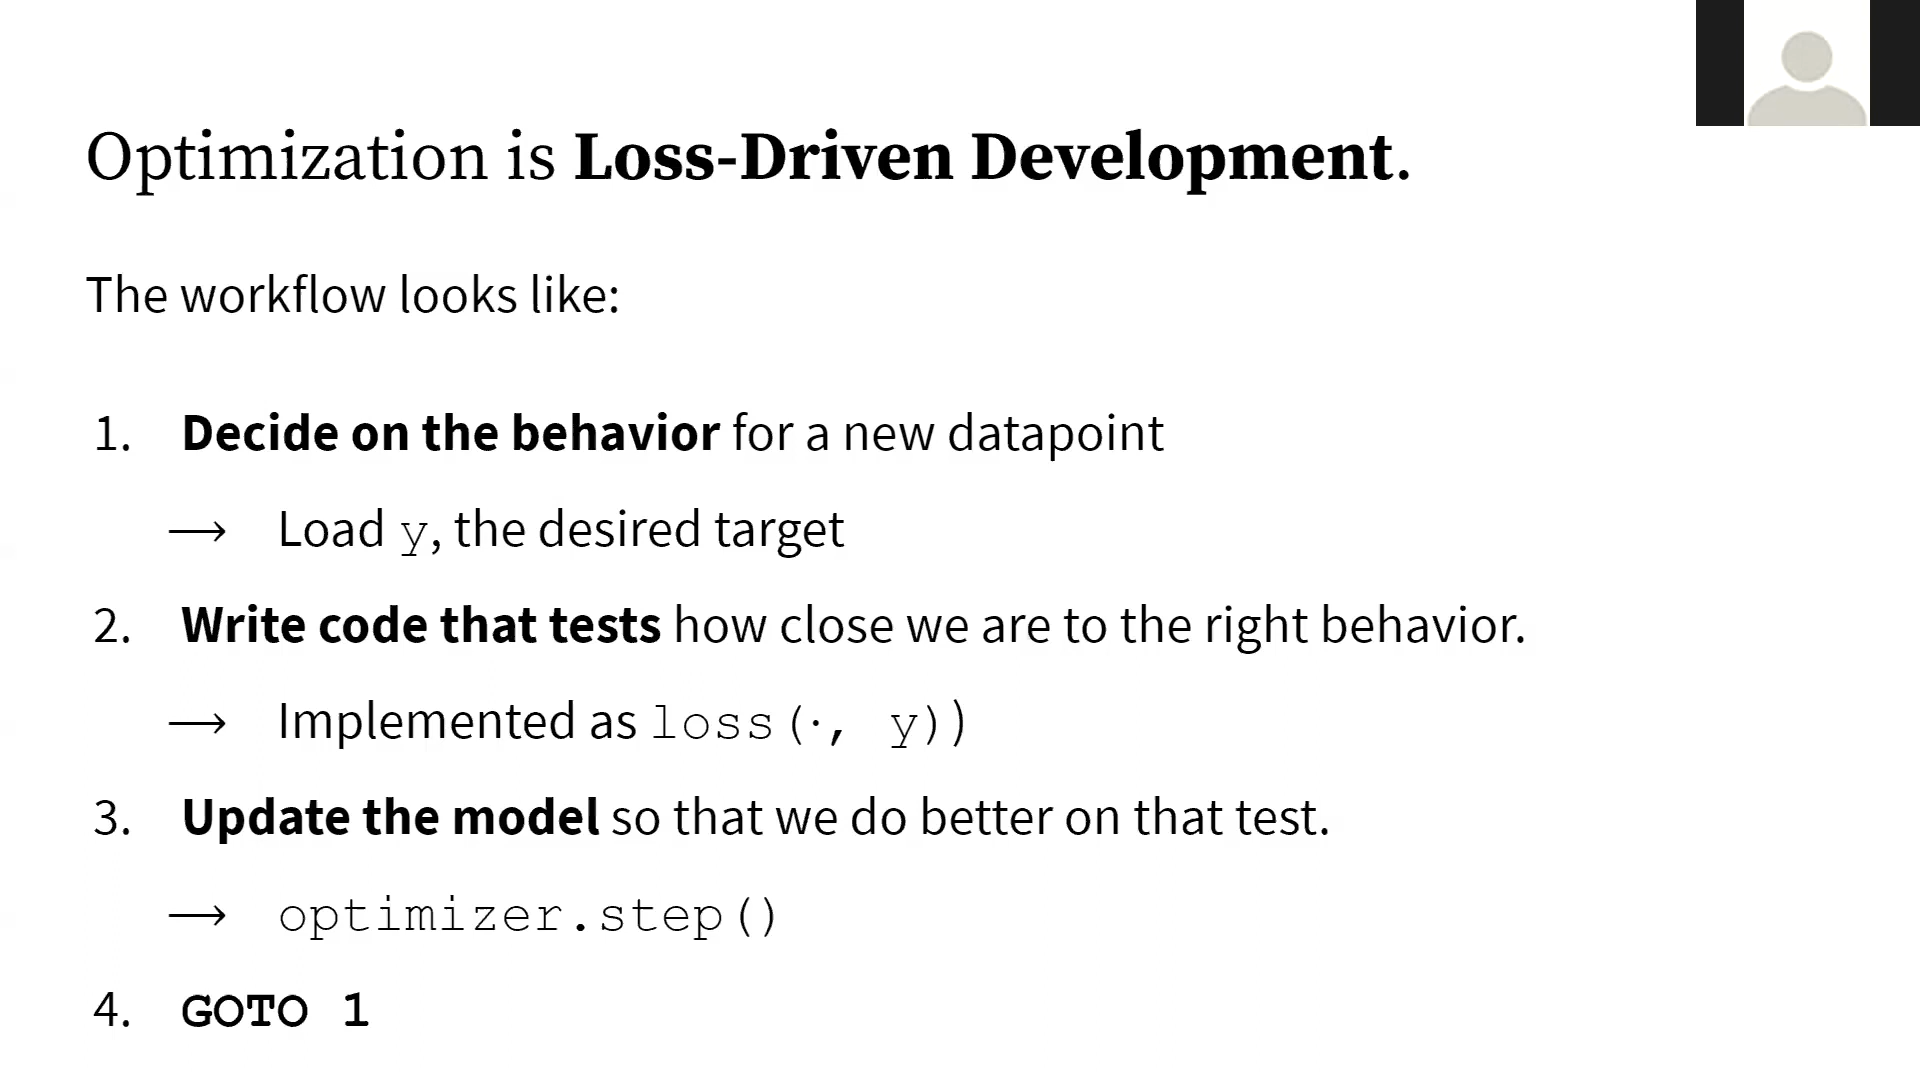 Optimization is Loss-Driven Development.
The workflow looks like:
1. Decide on the behavior for a new datapoint
⟶ Load y, the desired target
2. Write code that tests how close we are to the right behavior.
⟶ Implemented as loss(·, y))
3. Update the model so that we do better on that test.
⟶ optimizer.step()
4. GOTO 1